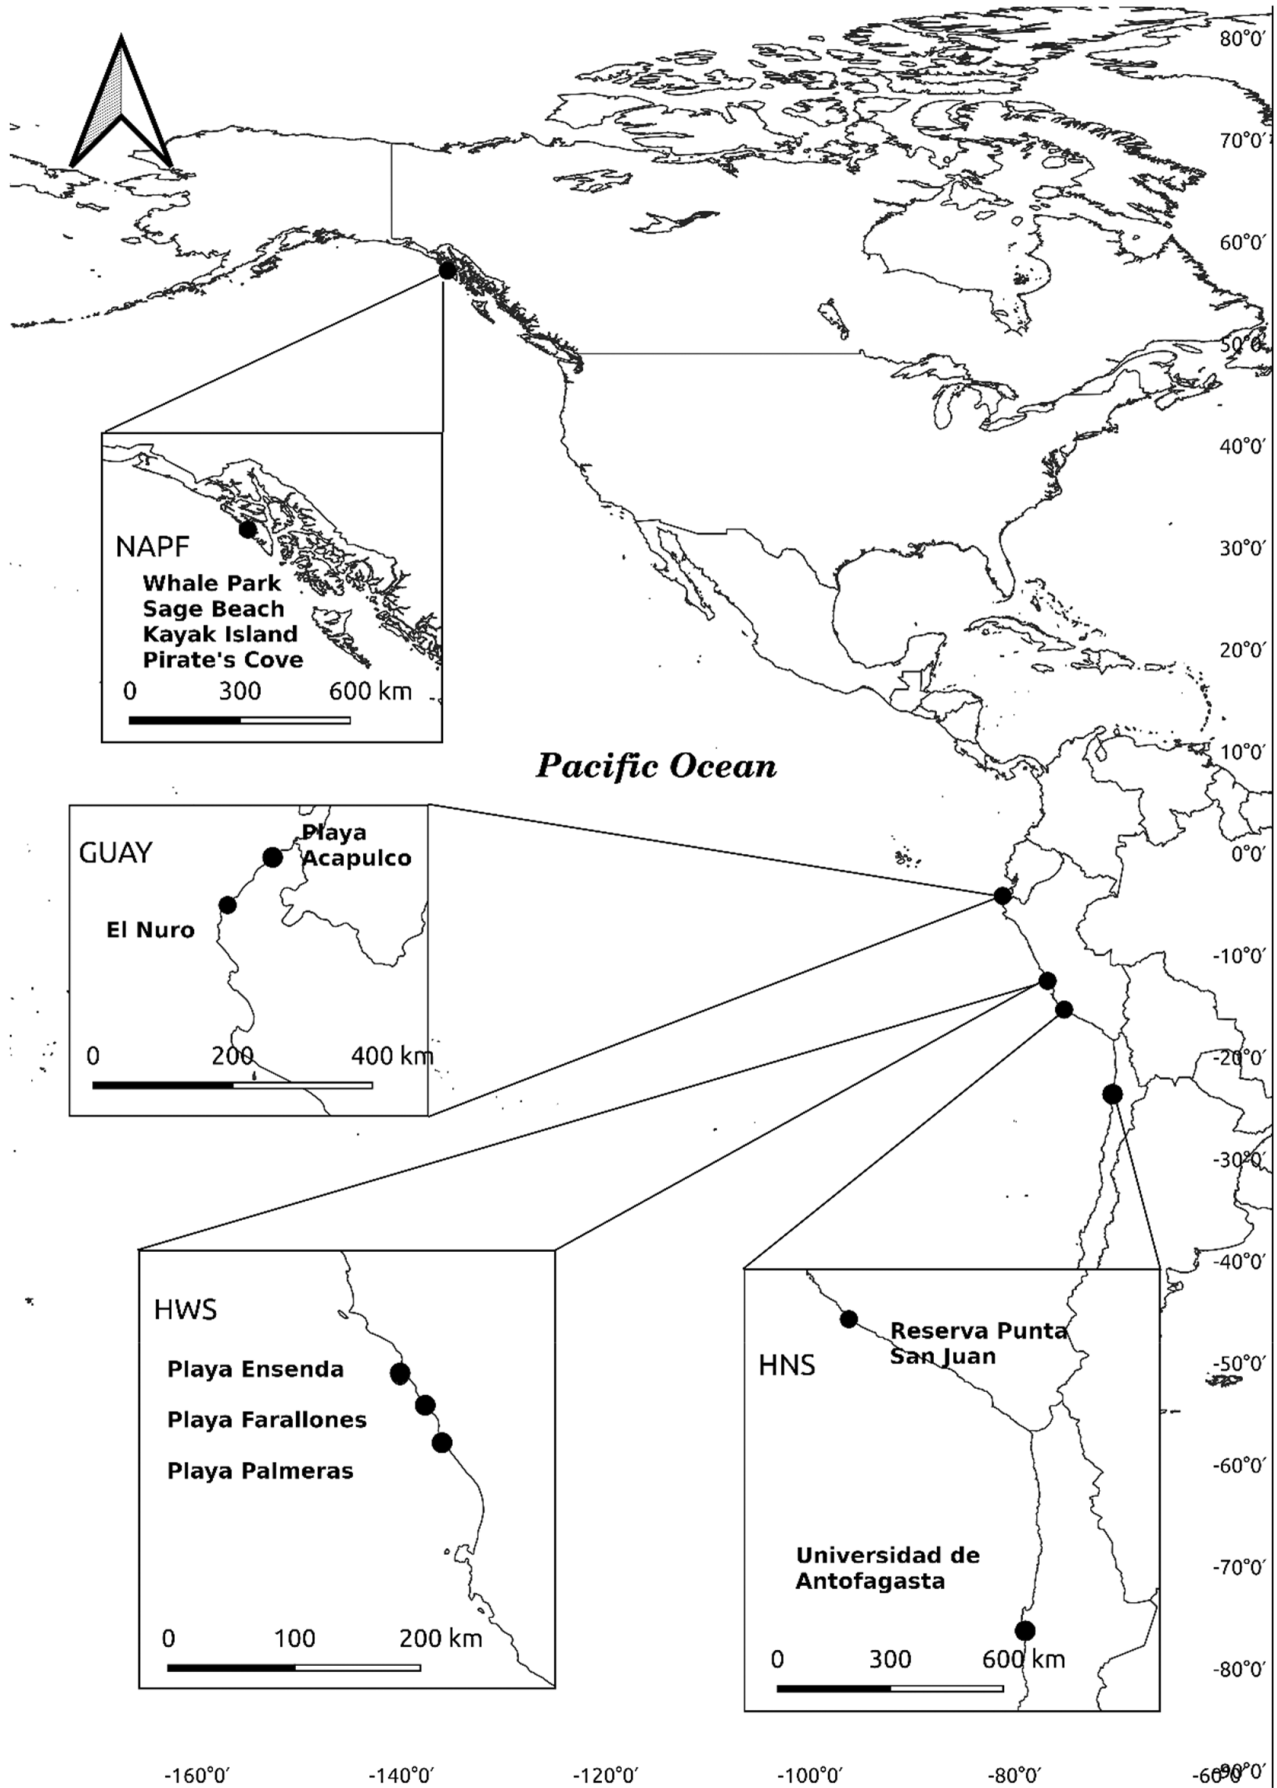 80°0′
70°0′
60°0′
50°0′
40°0′
30°0′
20°0′
10°0′
0°0′
-10°0′
-20°0′
-30°0′
-40°0′
-50°0′
-60°0′
-70°0′
-80°0′
-90°0′
NAPF
Whale Park
Sage Beach
Kayak Island
Pirate's Cove
0 300 600 km
Pacific Ocean
GUAY
Playa
Acapulco
El Nuro
0 200 400 km
HWS
Playa Ensenda
Playa Farallones
Playa Palmeras
0 100 200 km
HNS
Reserva Punta
San Juan
Universidad de
Antofagasta
0 300 600 km
-160°0′ -140°0′ -120°0′ -100°0′ -80°0′ -60°0′